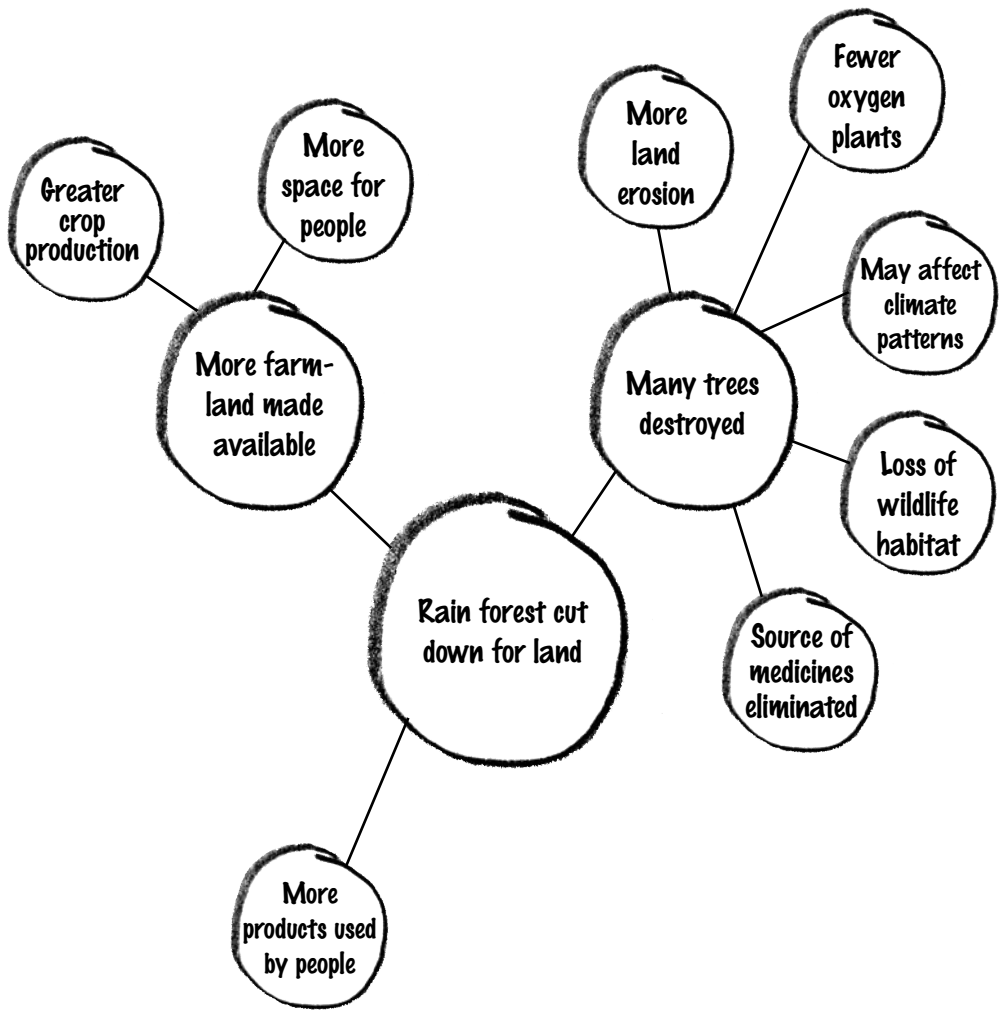 Fewer
oxygen
plants
More
land
erosion
More
space for
people
Greater
crop
production
May affect
climate
patterns
More farm-
land made
available
Many trees
destroyed
Loss of
wildlife
habitat
Rain forest cut
down for land
Source of
medicines
eliminated
More
products used
by people